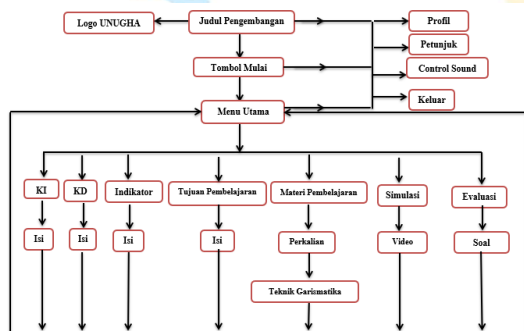 Logo UNUGHA
Judul Pengembangan
Profil
Petunjuk
Tombol Mulai
Control Sound
Keluar
Menu Utama
KI
KD
Indikator
Tujuan Pembelajaran
Materi Pembelajaran
Simulasi
Evaluasi
Isi
Isi
Isi
Isi
Perkalian
Video
Soal
Teknik Garismatika